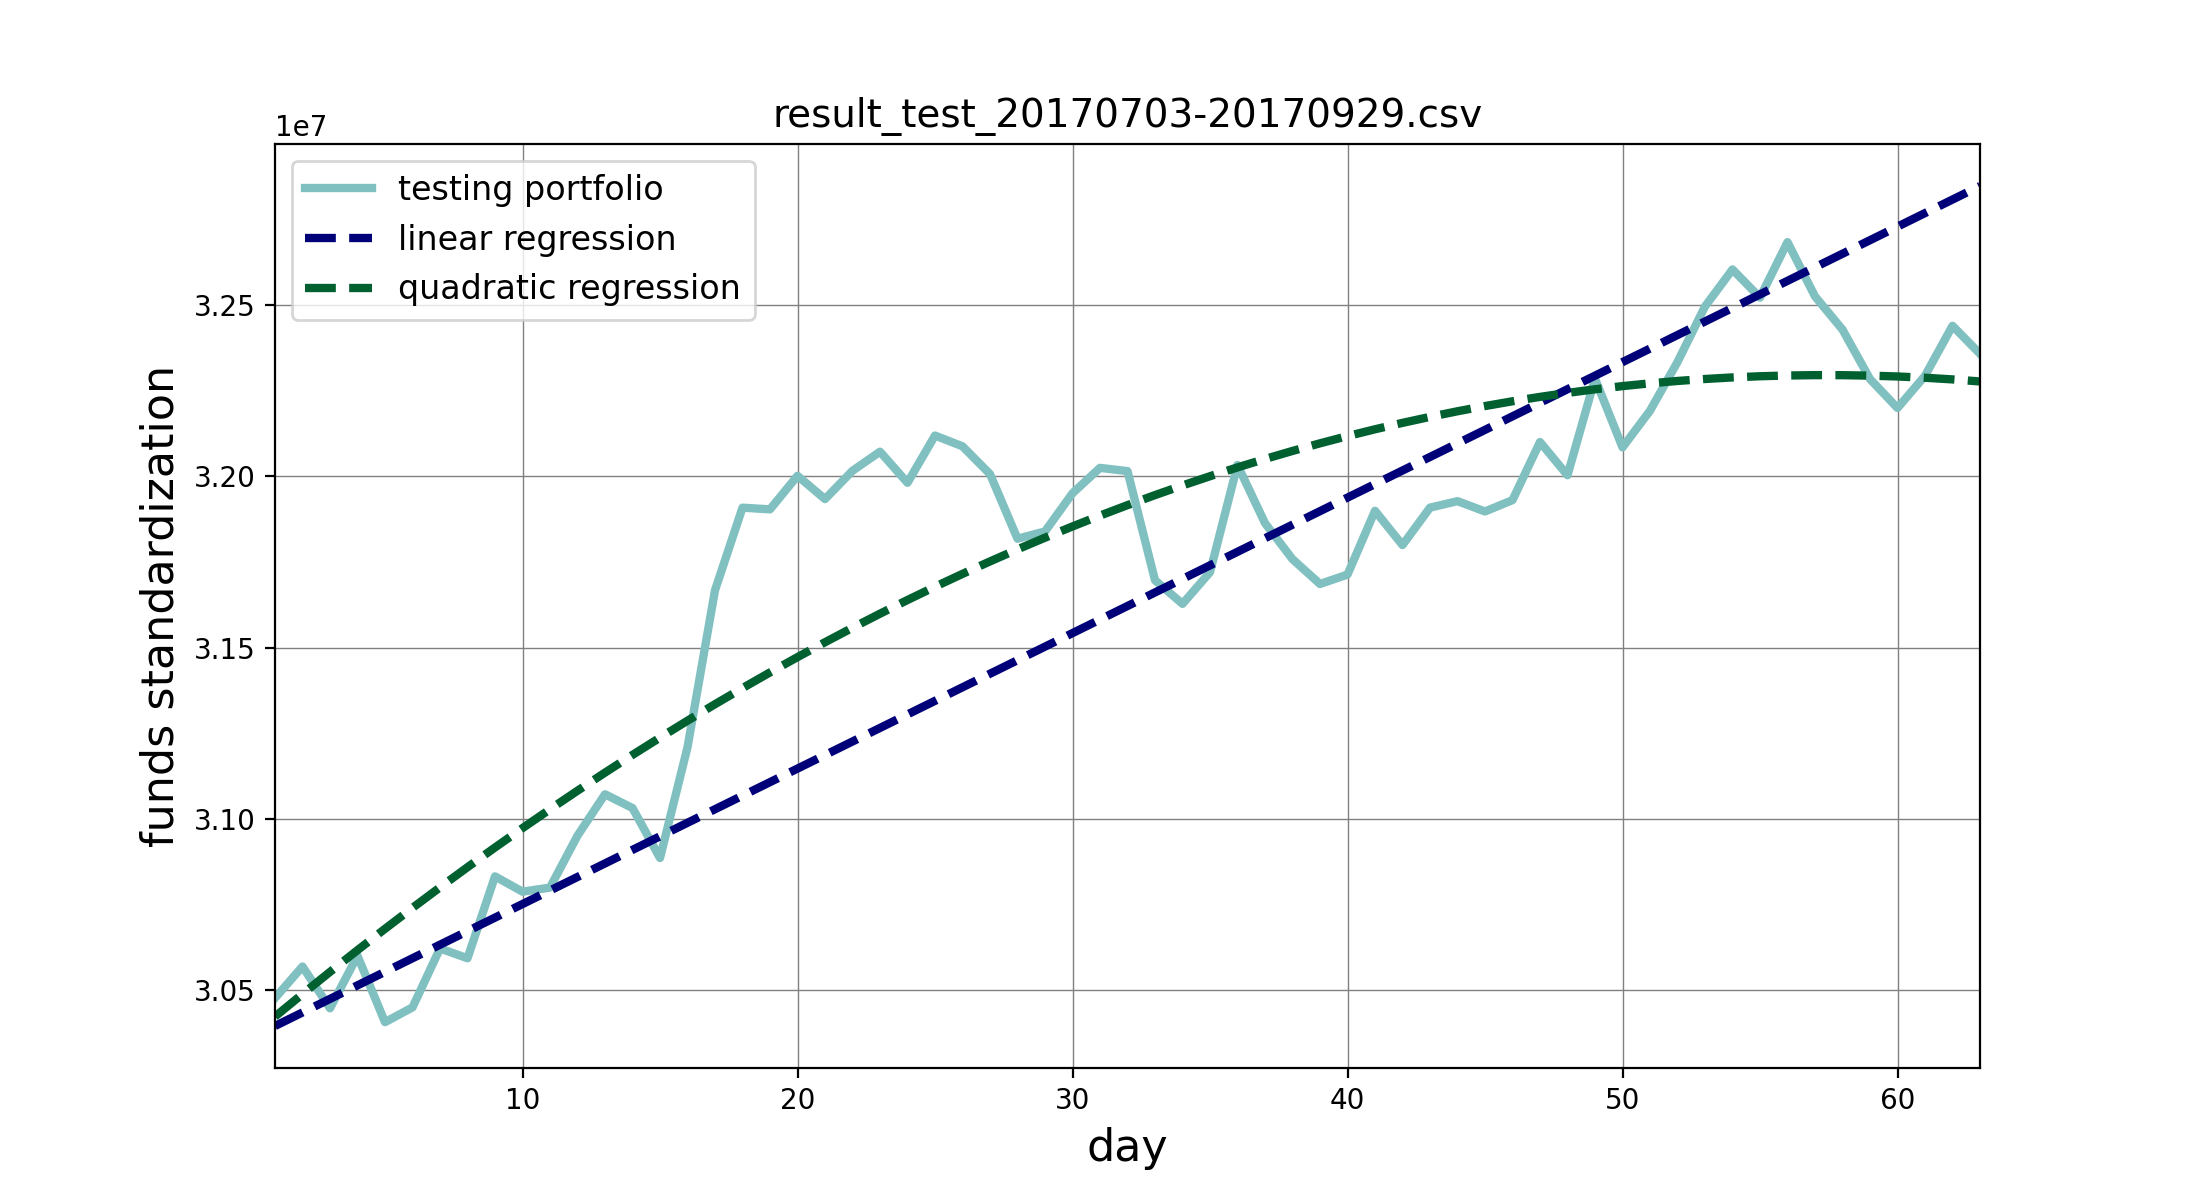 result_test_20170703-20170929.csv
1e7
testing portfolio
linear regression
quadratic regression
funds standardization
3.25
3.20
3.15
3.10
3.05
10 20 30 40 50 60
day